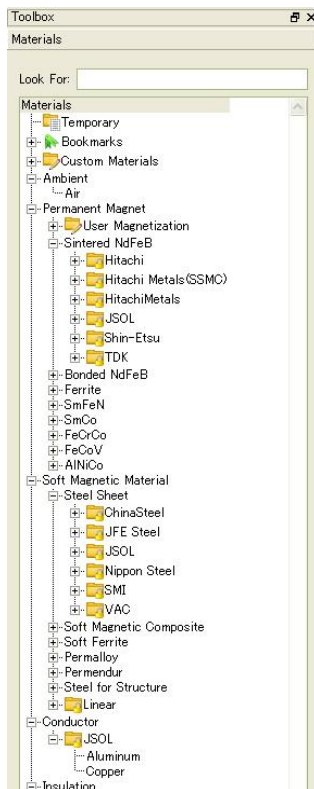 Toolbox
Materials
Look For:
Materials
Temporary
Bookmarks
Custom Materials
Ambient
Air
Permanent Magnet
User Magnetization
Sintered NdFeB
Hitachi
Hitachi Metals(SSMC)
HitachiMetals
JSOL
Shin-Etsu
TDK
Bonded NdFeB
Ferrite
SmFeN
SmCo
FeCrCo
FeCoV
AlNiCo
Soft Magnetic Material
Steel Sheet
ChinaSteel
JFE Steel
JSOL
Nippon Steel
SMI
VAC
Soft Magnetic Composite
Soft Ferrite
Permalloy
Permendur
Steel for Structure
Linear
Conductor
JSOL
Aluminum
Copper
Insulation